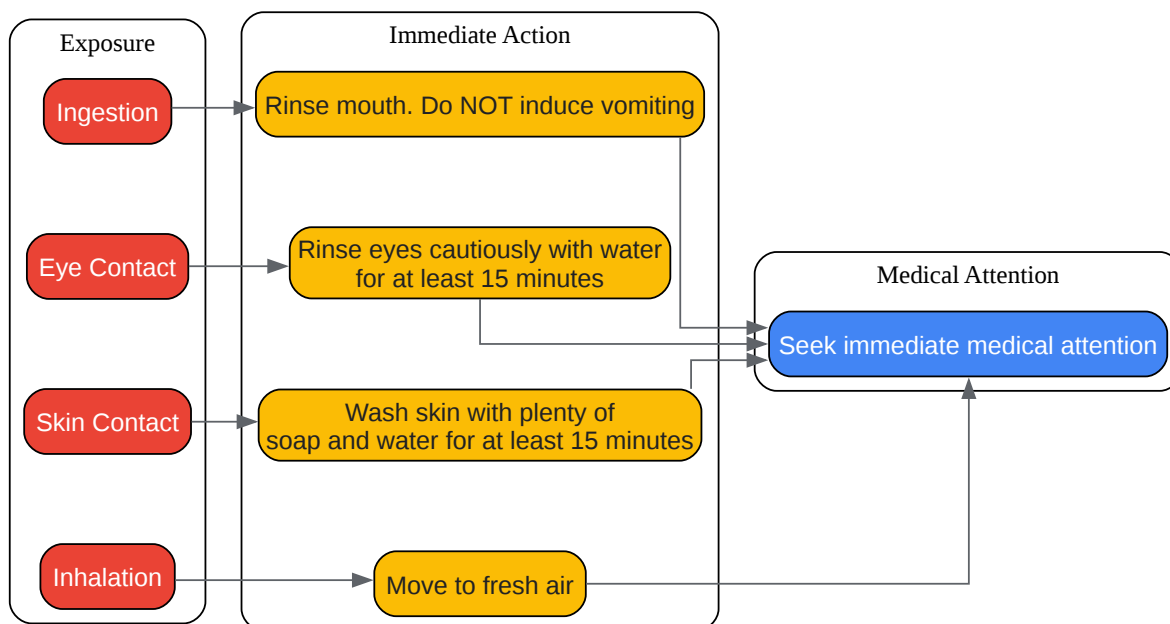 Exposure
Immediate Action
Ingestion
Rinse mouth. Do NOT induce vomiting
Eye Contact
Rinse eyes cautiously with water
for at least 15 minutes
Medical Attention
Seek immediate medical attention
Skin Contact
Wash skin with plenty of
soap and water for at least 15 minutes
Inhalation
Move to fresh air